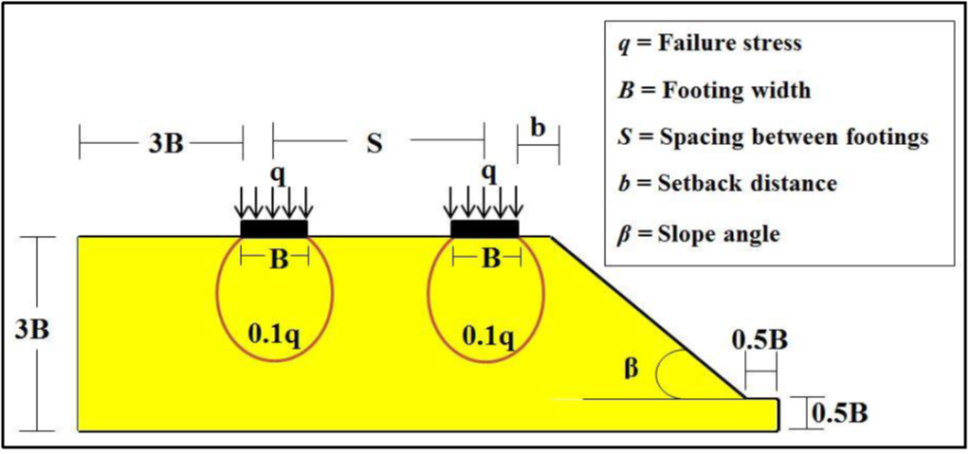 q = Failure stress
B = Footing width
S = Spacing between footings
b = Setback distance
β = Slope angle
3B
S
b
q
q
B
B
3B
0.1q
0.1q
β
0.5B
0.5B